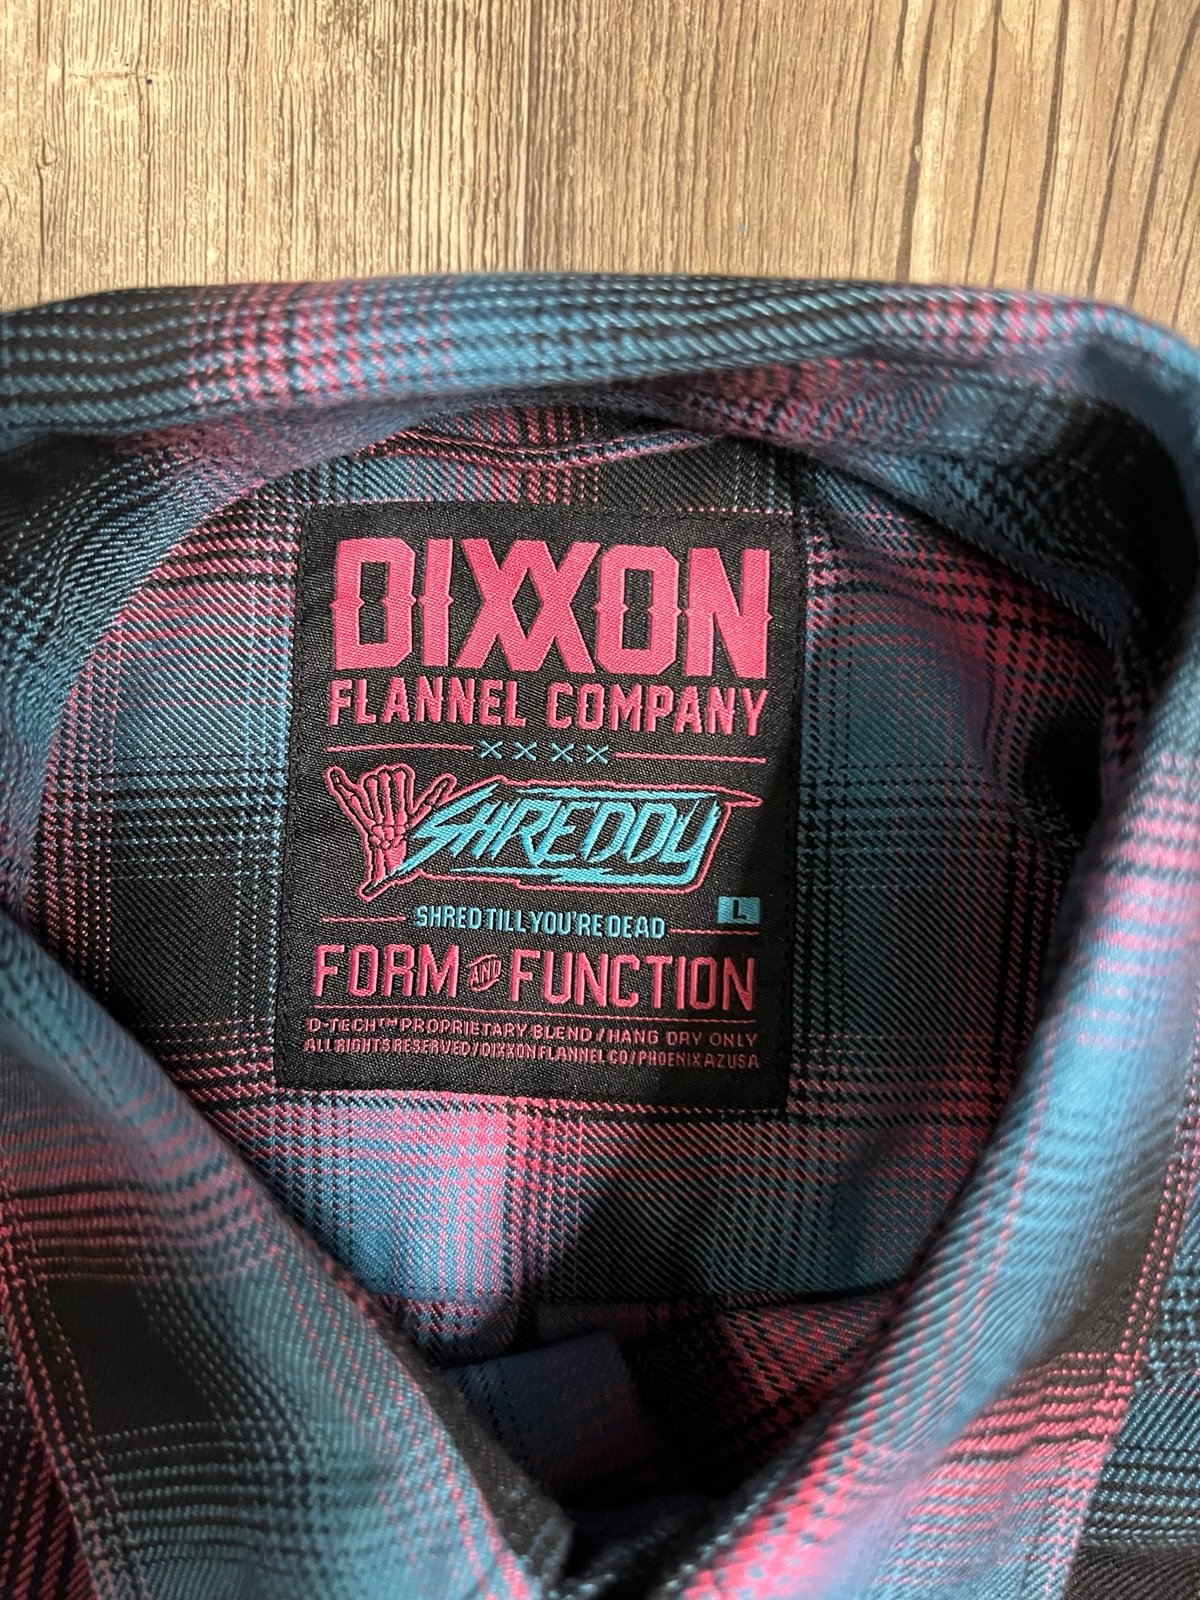 DIXXON
FLANNEL COMPANY
XXXX
SHREDDY
L
SHRED TILL YOU'RE DEAD
FORM AND FUNCTION
D-TECH™ PROPRIETARY BLEND / HANG DRY ONLY
ALL RIGHTS RESERVED / DIXXON FLANNEL CO / PHOENIX AZ USA